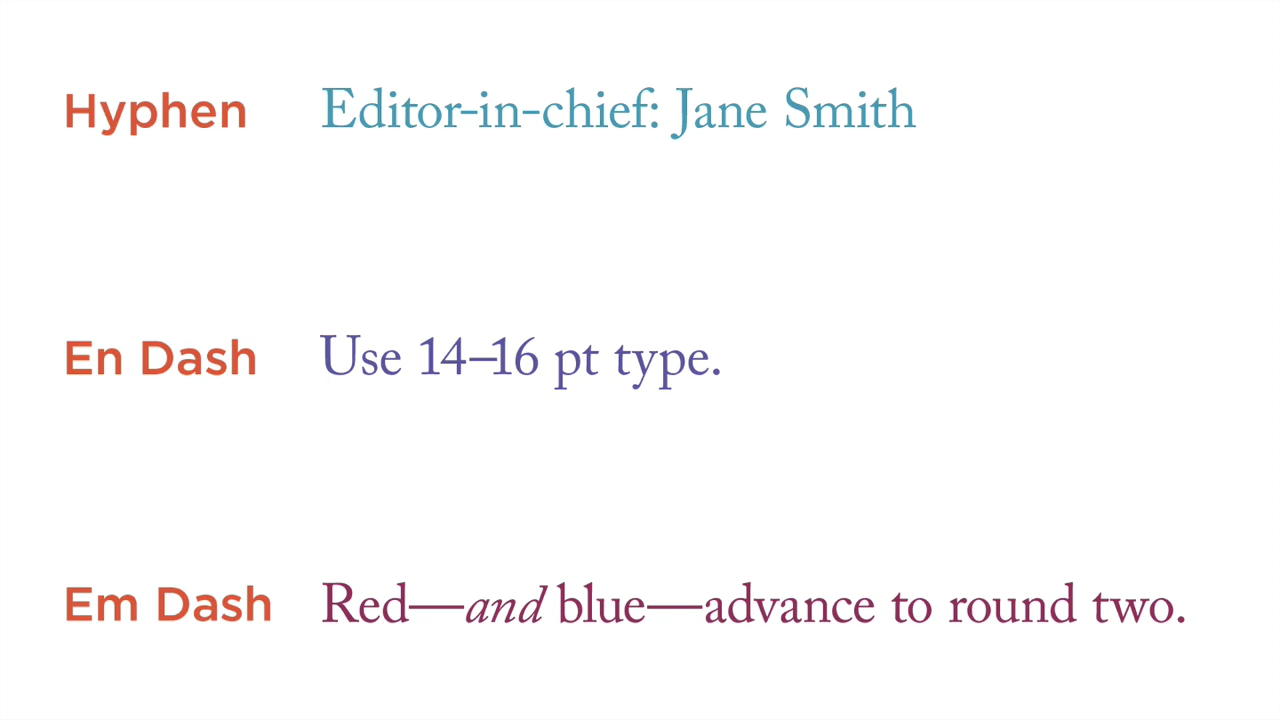 Hyphen Editor-in-chief: Jane Smith
En Dash Use 14–16 pt type.
Em Dash Red—and blue—advance to round two.